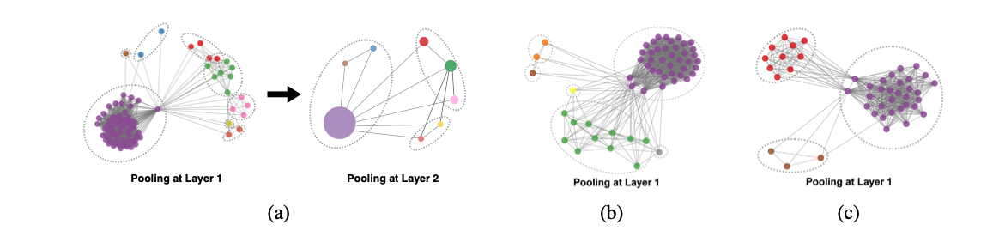 Pooling at Layer 1
Pooling at Layer 2
Pooling at Layer 1
Pooling at Layer 1
(a)
(b)
(c)